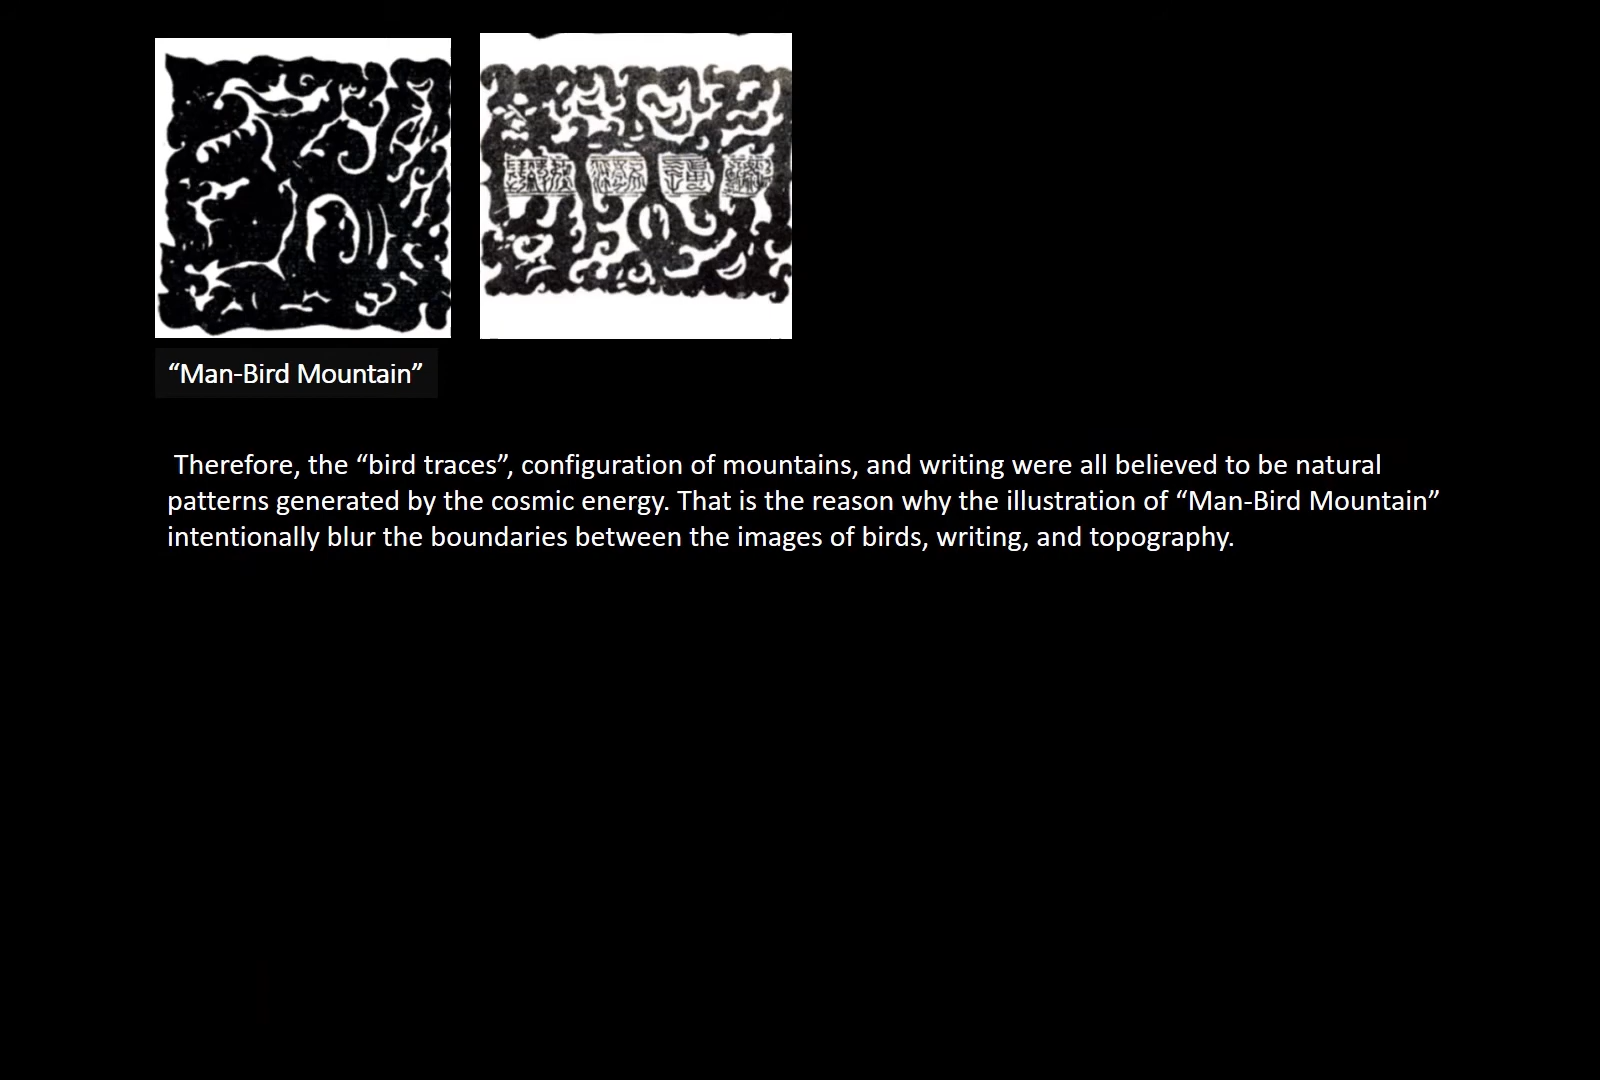 “Man-Bird Mountain”
Therefore, the “bird traces”, configuration of mountains, and writing were all believed to be natural
patterns generated by the cosmic energy. That is the reason why the illustration of “Man-Bird Mountain”
intentionally blur the boundaries between the images of birds, writing, and topography.